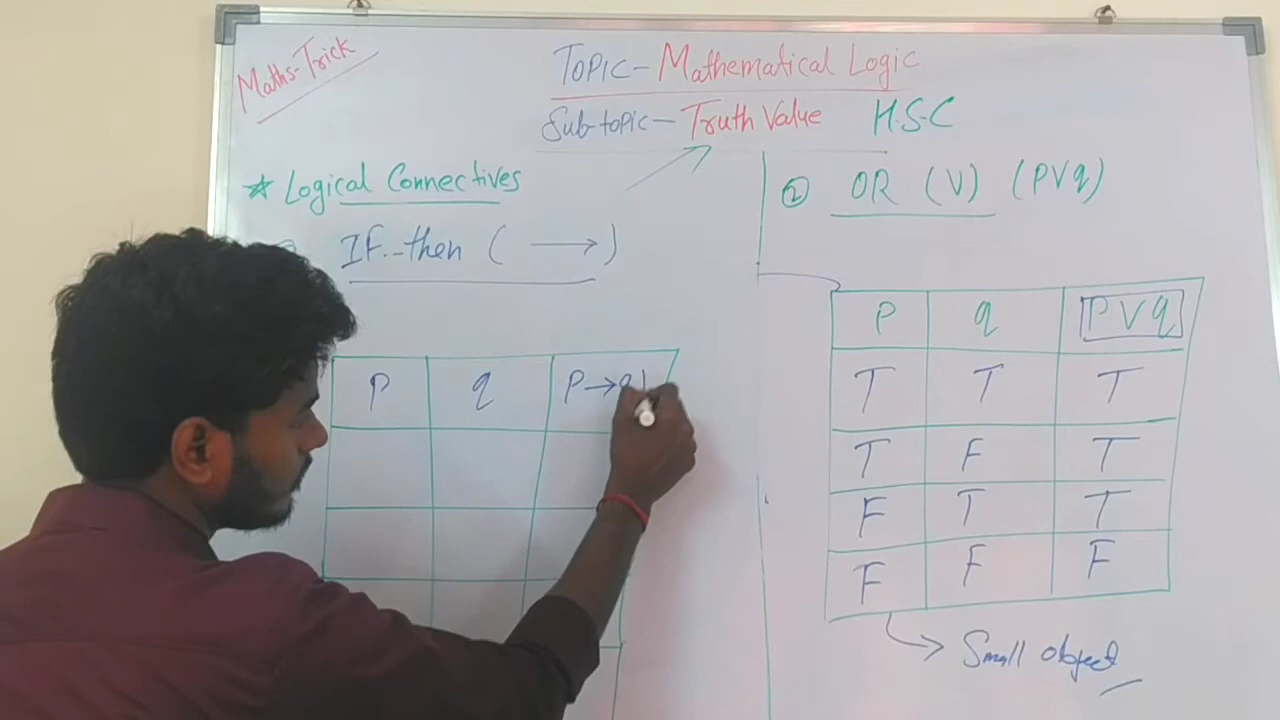 Maths-Trick
Topic- Mathematical Logic
Sub-topic- Truth Value H.S.C
☆ Logical Connectives
If.-then ( → )
P q P→q
② OR (V) (PVq)
P q PVq
T T T
T F T
F T T
F F F
Small object